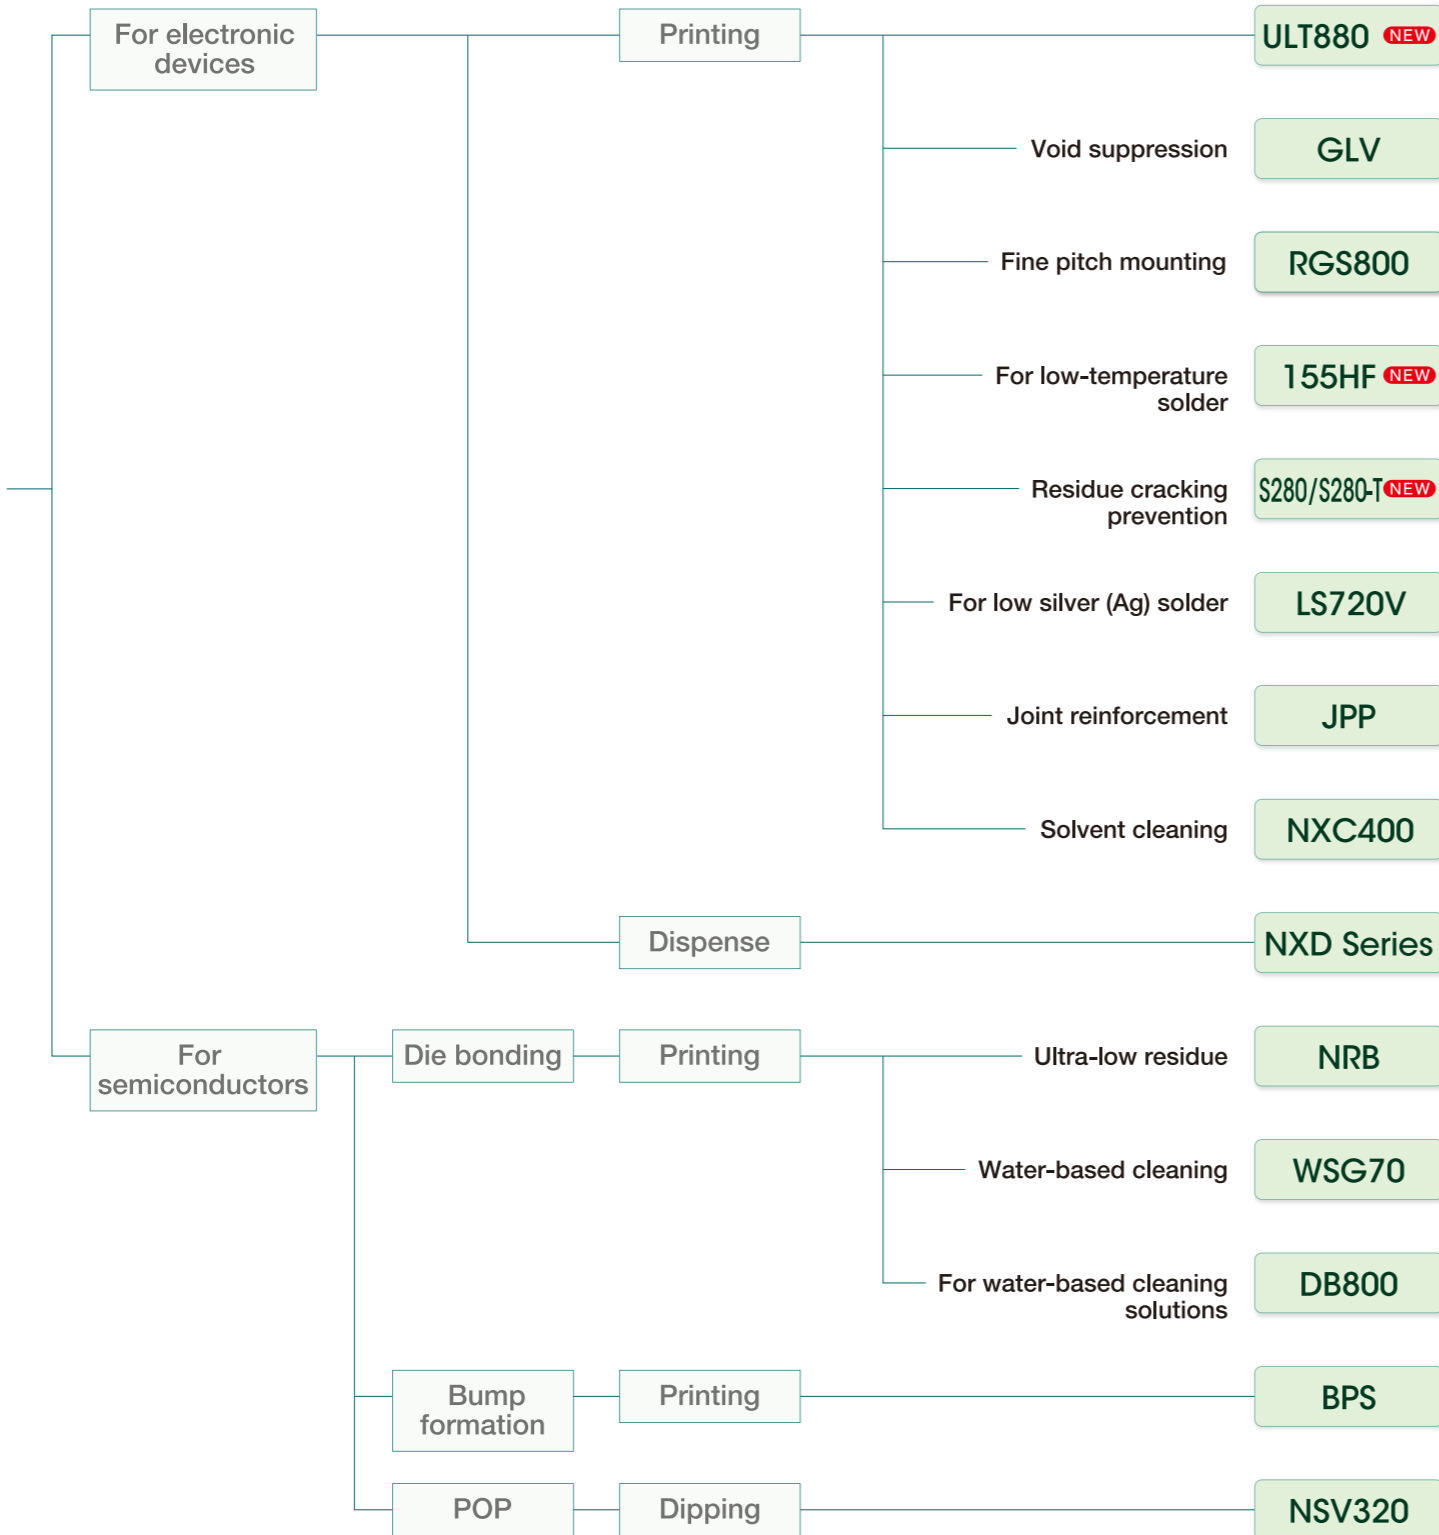 For electronic
devices
Printing
ULT880 NEW
Void suppression
GLV
Fine pitch mounting
RGS800
For low-temperature
solder
155HF NEW
Residue cracking
prevention
S280/S280-T NEW
For low silver (Ag) solder
LS720V
Joint reinforcement
JPP
Solvent cleaning
NXC400
Dispense
NXD Series
For
semiconductors
Die bonding
Printing
Ultra-low residue
NRB
Water-based cleaning
WSG70
For water-based cleaning
solutions
DB800
Bump
formation
Printing
BPS
POP
Dipping
NSV320